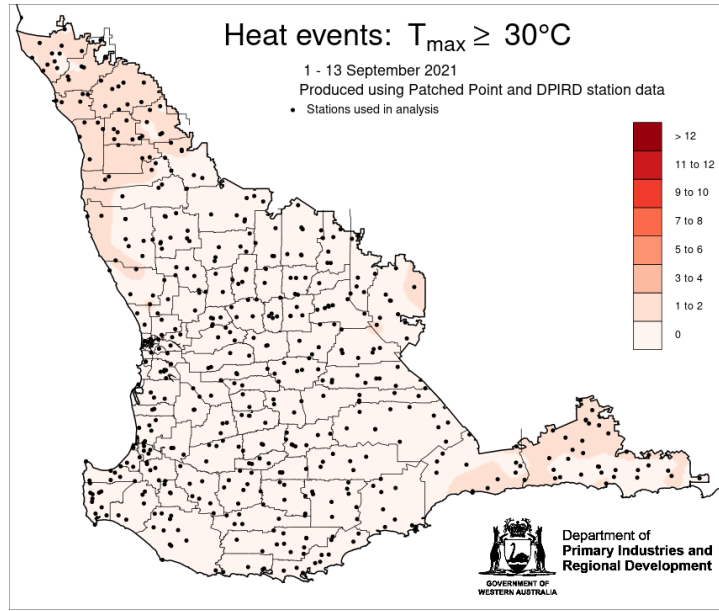 Heat events: Tmax ≥ 30°C
1 - 13 September 2021
Produced using Patched Point and DPIRD station data
• Stations used in analysis
> 12
11 to 12
9 to 10
7 to 8
5 to 6
3 to 4
1 to 2
0
Department of
Primary Industries and
Regional Development
GOVERNMENT OF
WESTERN AUSTRALIA